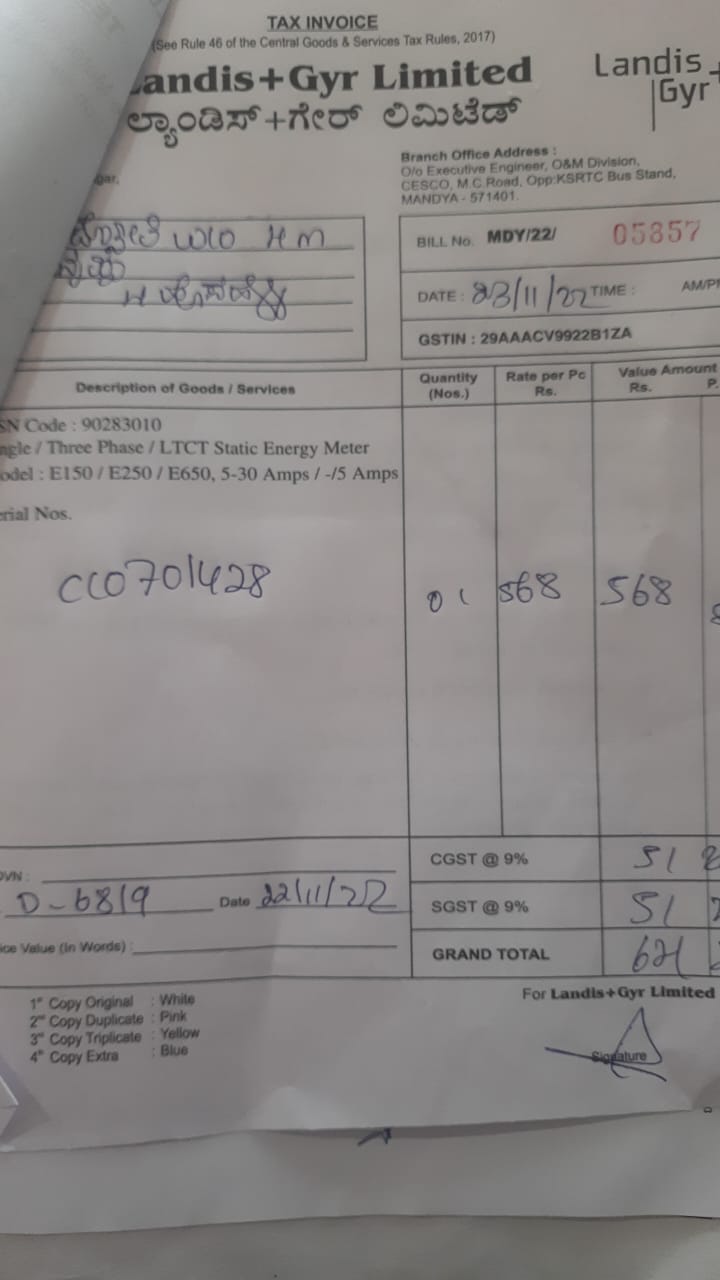 TAX INVOICE
(See Rule 46 of the Central Goods & Services Tax Rules, 2017)
Landis+Gyr Limited
ಲ್ಯಾಂಡಿಸ್+ಗೇರ್ ಲಿಮಿಟೆಡ್
Landis+
Gyr
Branch Office Address :
O/o Executive Engineer, O&M Division,
CESCO, M.C.Road, Opp:KSRTC Bus Stand,
MANDYA - 571401.
gar,
W/O H M
BILL No. MDY/22/ 05857
DATE : 23/11/22 TIME : AM/PM
GSTIN : 29AAACV9922B1ZA
Description of Goods / Services
Quantity (Nos.)
Rate per Pc Rs.
Value Amount Rs. P.
SN Code : 90283010
ngle / Three Phase / LTCT Static Energy Meter
odel : E150 / E250 / E650, 5-30 Amps / -/5 Amps
erial Nos.
CC0701428 01 568 568
CGST @ 9% 51
OVN :
D-6819 Date 22/11/22
SGST @ 9% 51
ice Value (In Words) :
GRAND TOTAL 621
1st Copy Original : White
2nd Copy Duplicate : Pink
3rd Copy Triplicate : Yellow
4th Copy Extra : Blue
For Landis+Gyr Limited
Signature